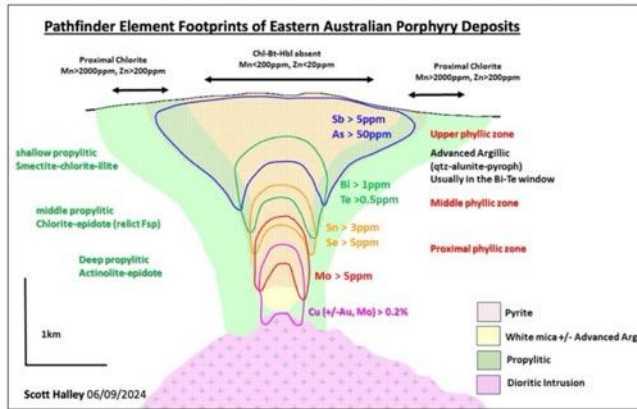 Pathfinder Element Footprints of Eastern Australian Porphyry Deposits
Proximal Chlorite
Mn>2000ppm, Zn>200ppm
Chl-Bt-Hbl absent
Mn<200ppm, Zn<20ppm
Proximal Chlorite
Mn>2000ppm, Zn>200ppm
Sb > 5ppm
As > 50ppm
Upper phyllic zone
shallow propylitic
Smectite-chlorite-illite
Advanced Argillic
(qtz-alunite-pyroph)
Usually in the Bi-Te window
Bi > 1ppm
Te >0.5ppm
Middle phyllic zone
middle propylitic
Chlorite-epidote (relict Fsp)
Sn > 3ppm
Se > 5ppm
Proximal phyllic zone
Deep propylitic
Actinolite-epidote
Mo > 5ppm
Cu (+/-Au, Mo) > 0.2%
1km
Pyrite
White mica +/- Advanced Arg
Propylitic
Dioritic Intrusion
Scott Halley 06/09/2024